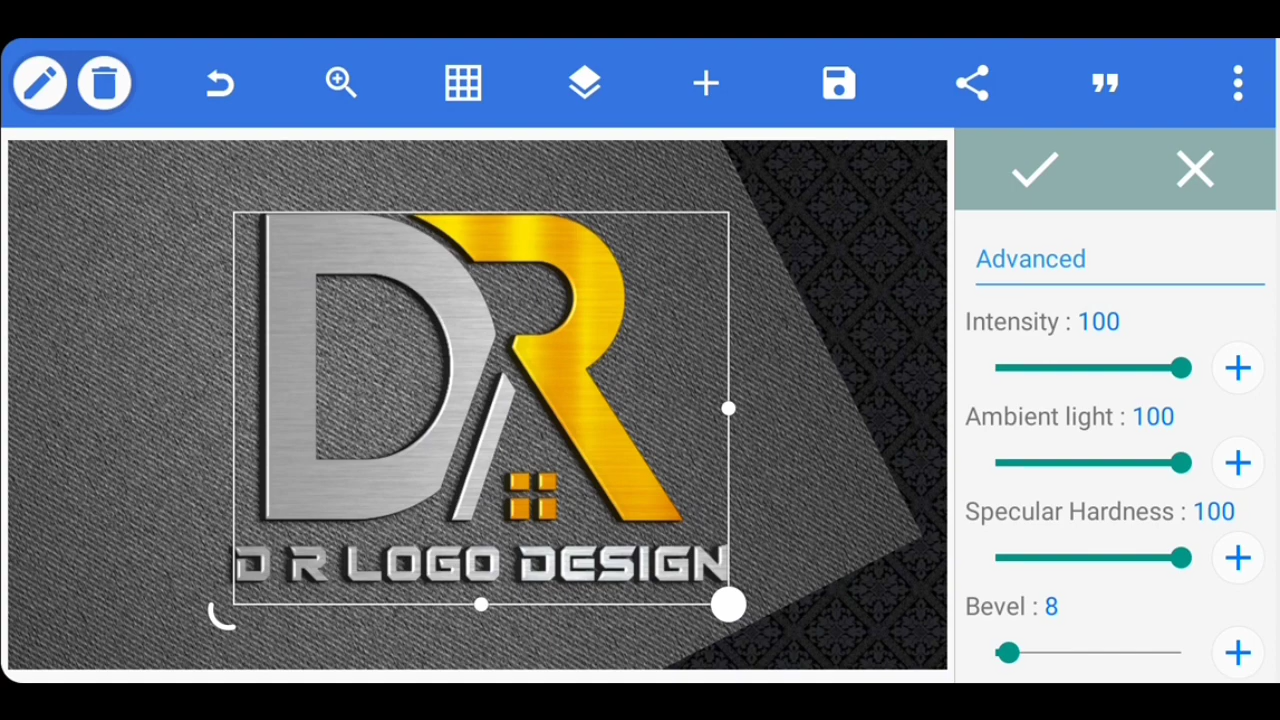 DR
D R LOGO DESIGN
Advanced
Intensity : 100
Ambient light : 100
Specular Hardness : 100
Bevel : 8